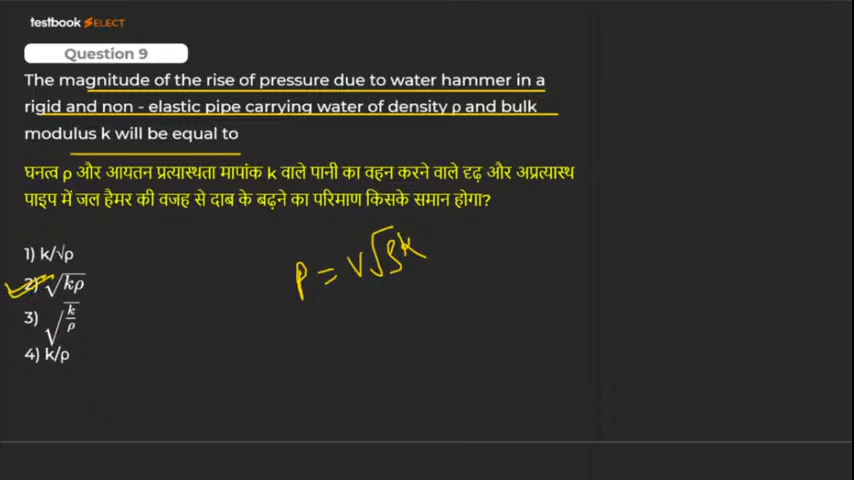 testbook SELECT
Question 9
The magnitude of the rise of pressure due to water hammer in a
rigid and non - elastic pipe carrying water of density ρ and bulk
modulus k will be equal to
घनत्व ρ और आयतन प्रत्यास्थता मापांक k वाले पानी का वहन करने वाले दृढ़ और अप्रत्यास्थ
पाइप में जल हैमर की वजह से दाब के बढ़ने का परिमाण किसके समान होगा?
1) k/√ρ
P = V√ρk
2) √kρ
3) √k/ρ
4) k/ρ